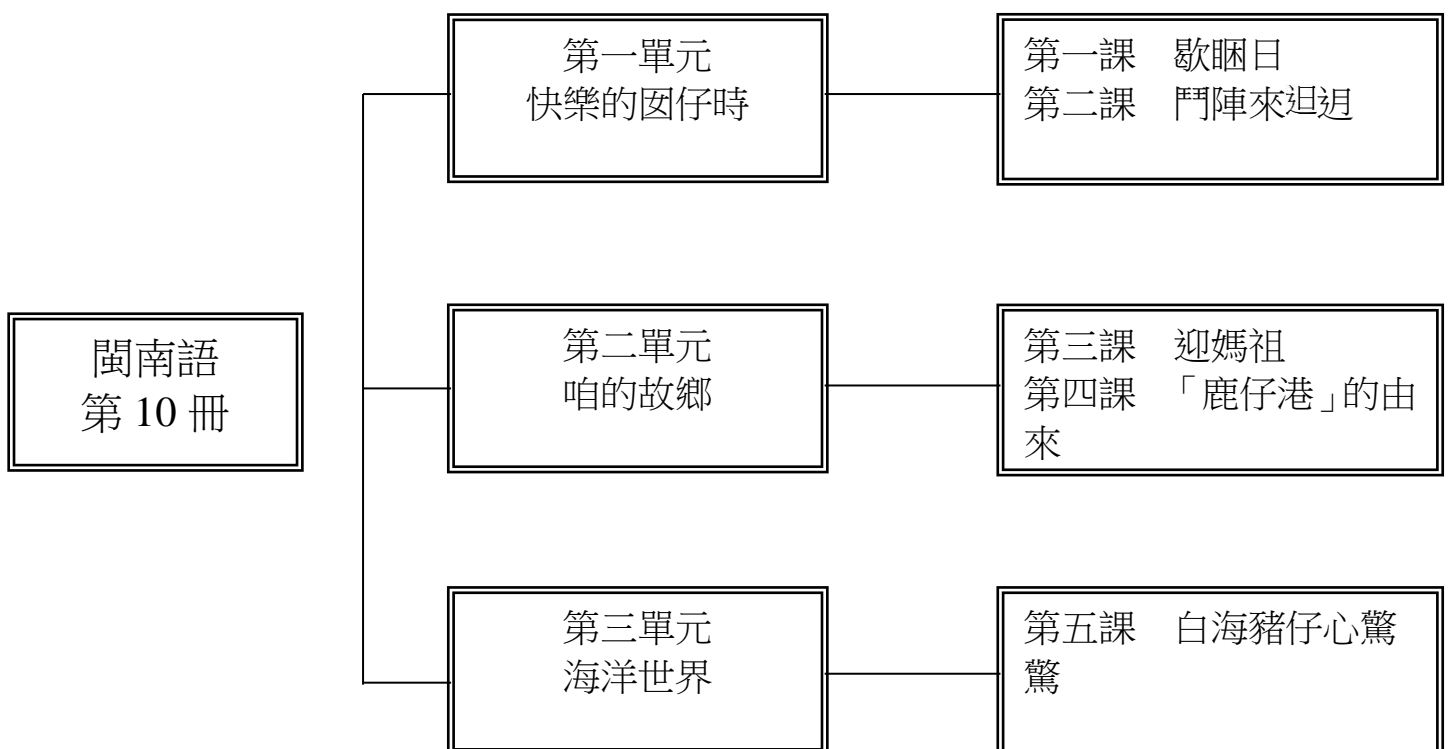 第一單元
快樂的囡仔時
第一課　歇睏日
第二課　鬥陣來𨑨迌
閩南語
第 10 冊
第二單元
咱的故鄉
第三課　迎媽祖
第四課　「鹿仔港」的由
來
第三單元
海洋世界
第五課　白海豬仔心驚
驚